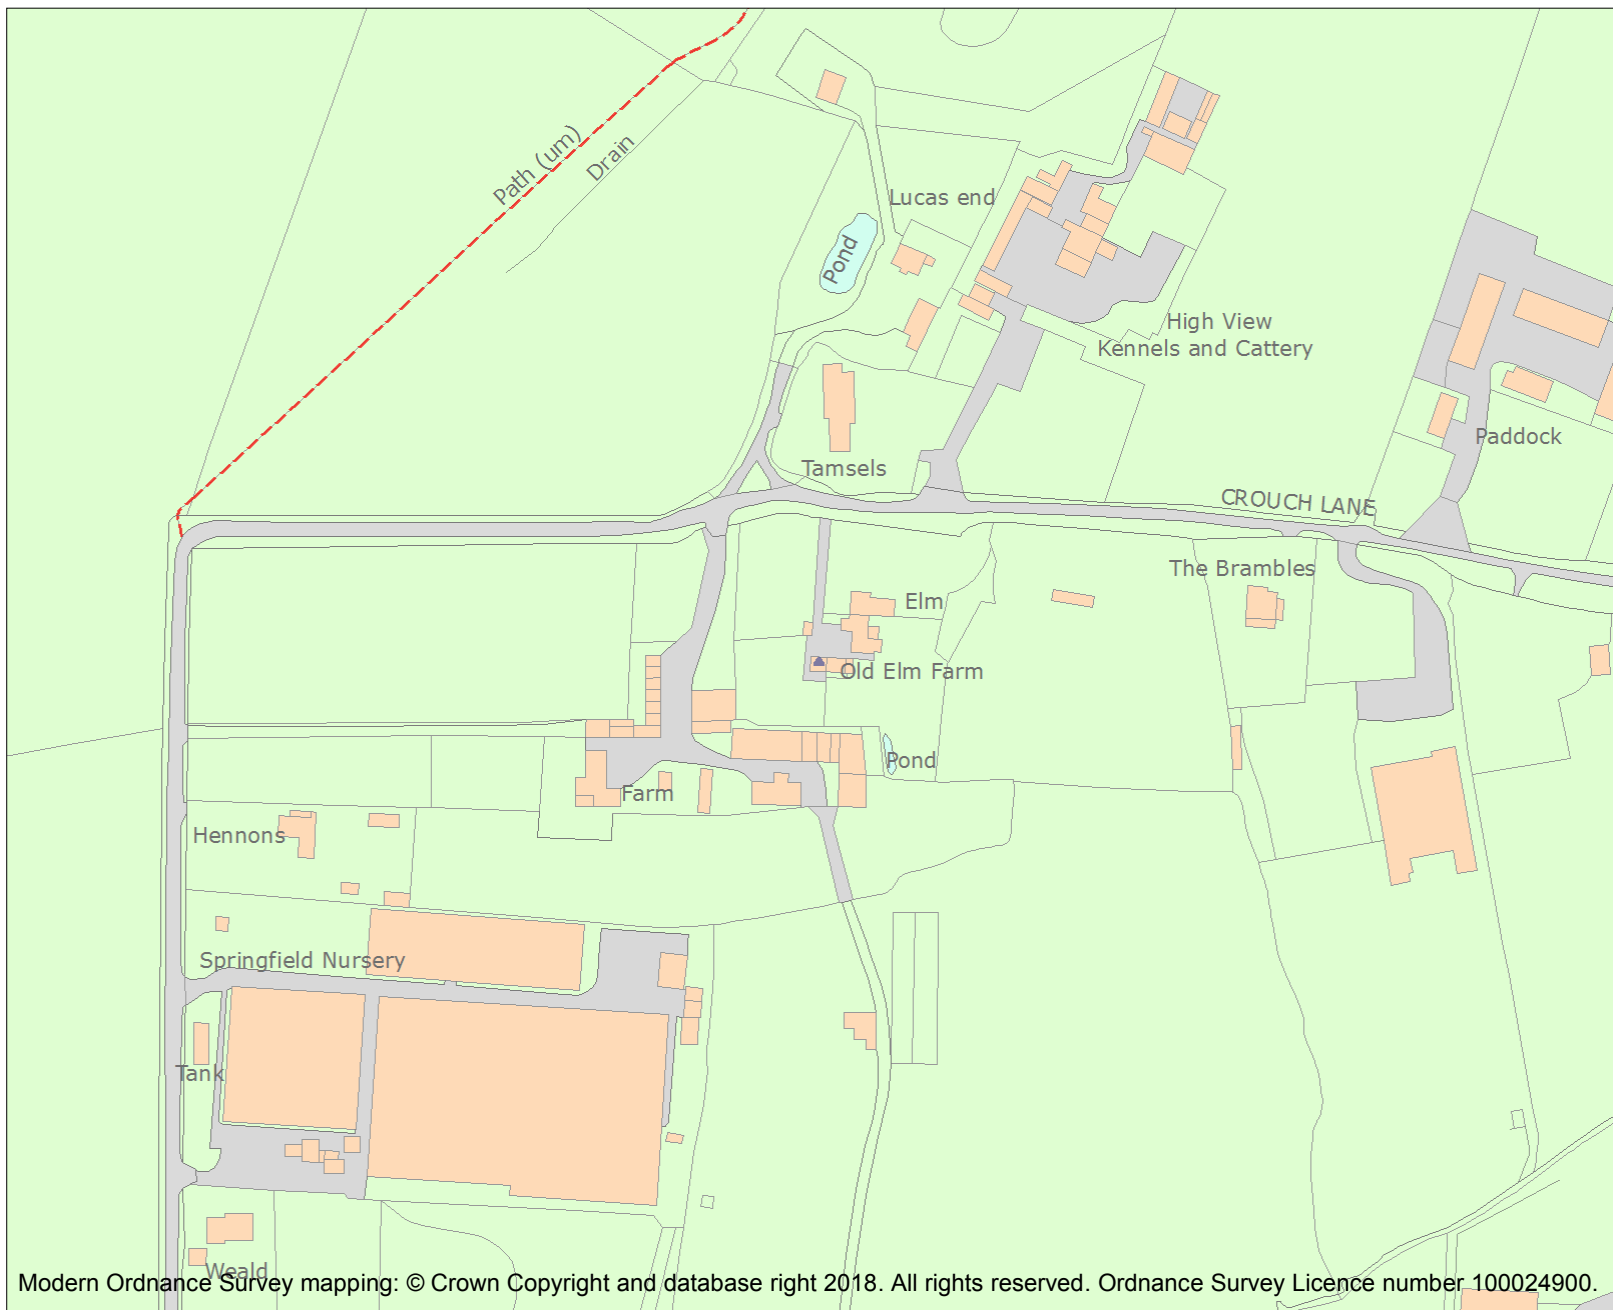 Path (um)
Drain
Lucas end
Pond
High View
Kennels and Cattery
Paddock
Tamsels
CROUCH LANE
The Brambles
Elm
Old Elm Farm
Pond
Farm
Hennons
Springfield Nursery
Tank
Weald
Modern Ordnance Survey mapping: © Crown Copyright and database right 2018. All rights reserved. Ordnance Survey Licence number 100024900.